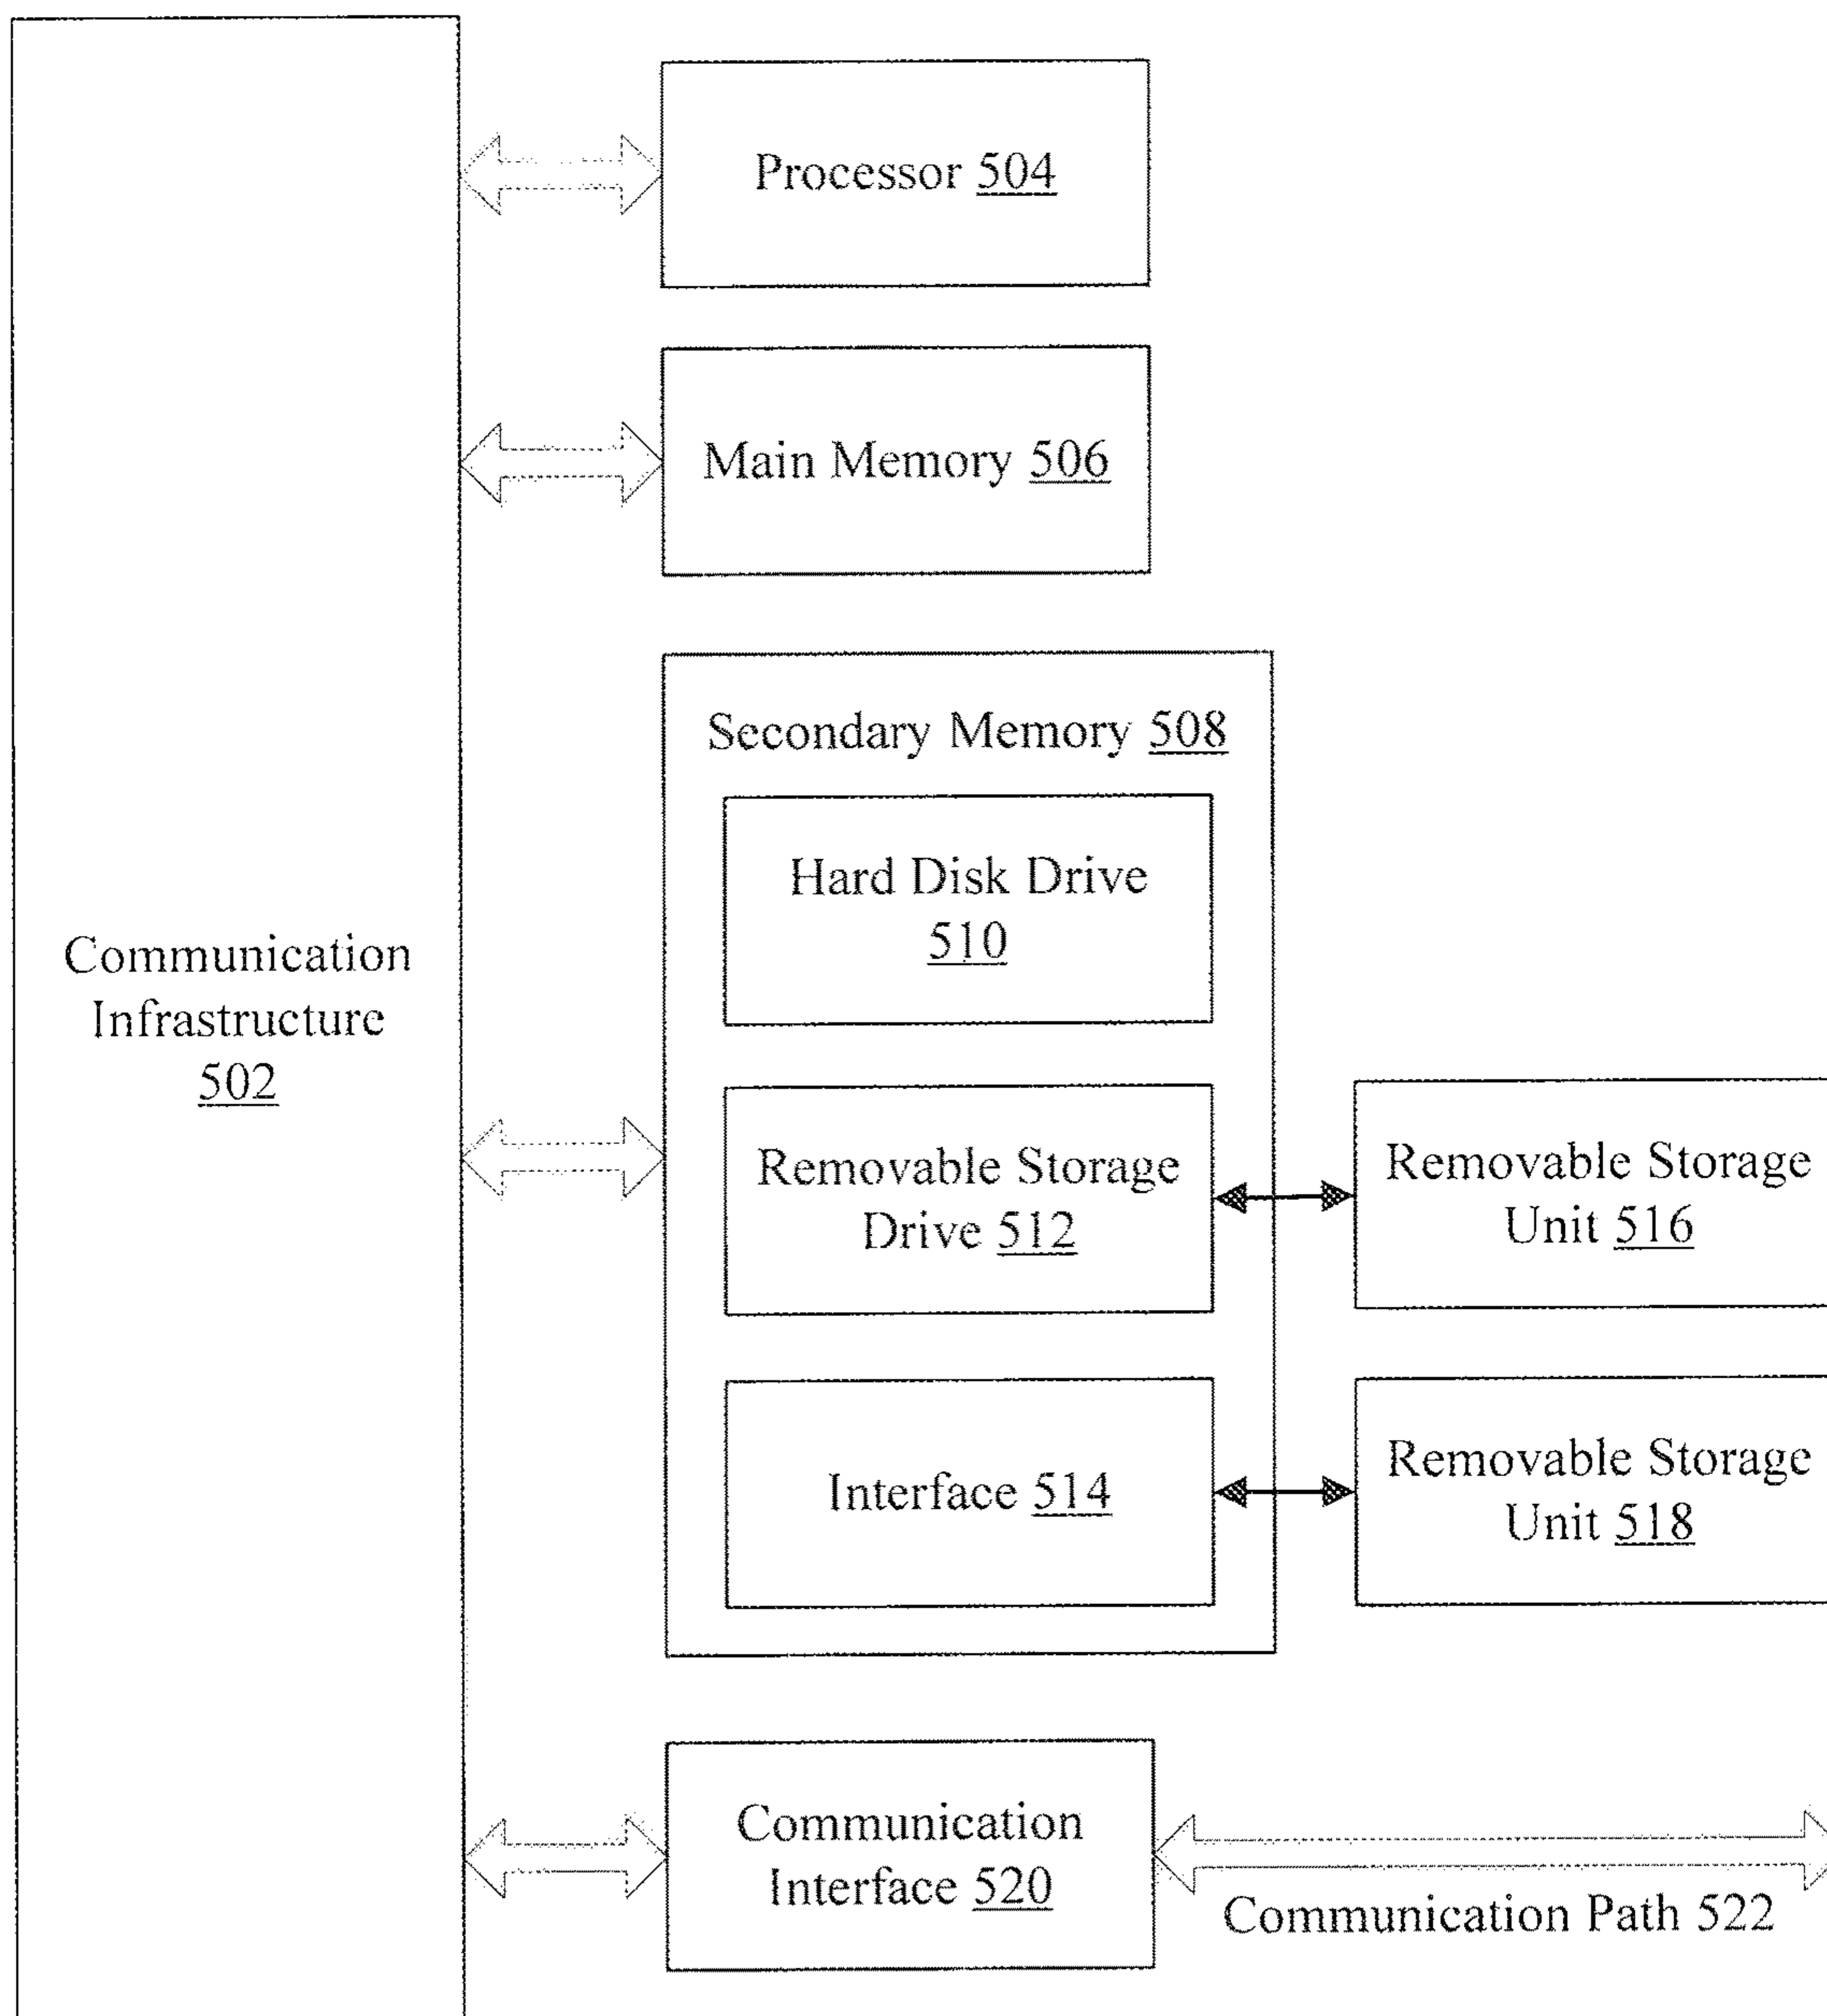 Processor 504
Main Memory 506
Secondary Memory 508
Hard Disk Drive
510
Communication
Infrastructure
502
Removable Storage
Drive 512
Removable Storage
Unit 516
Interface 514
Removable Storage
Unit 518
Communication
Interface 520
Communication Path 522